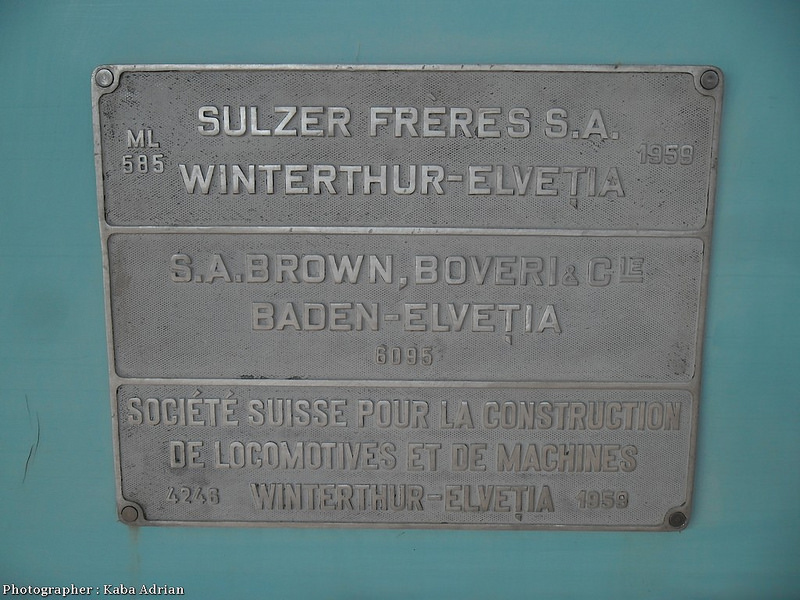 ML 585 SULZER FRÈRES S.A. 1959
WINTERTHUR-ELVEȚIA
S.A. BROWN, BOVERI & CIE
BADEN-ELVEȚIA
6095
SOCIÉTÉ SUISSE POUR LA CONSTRUCTION
DE LOCOMOTIVES ET DE MACHINES
4246 WINTERTHUR-ELVEȚIA 1959
Photographer : Kaba Adrian